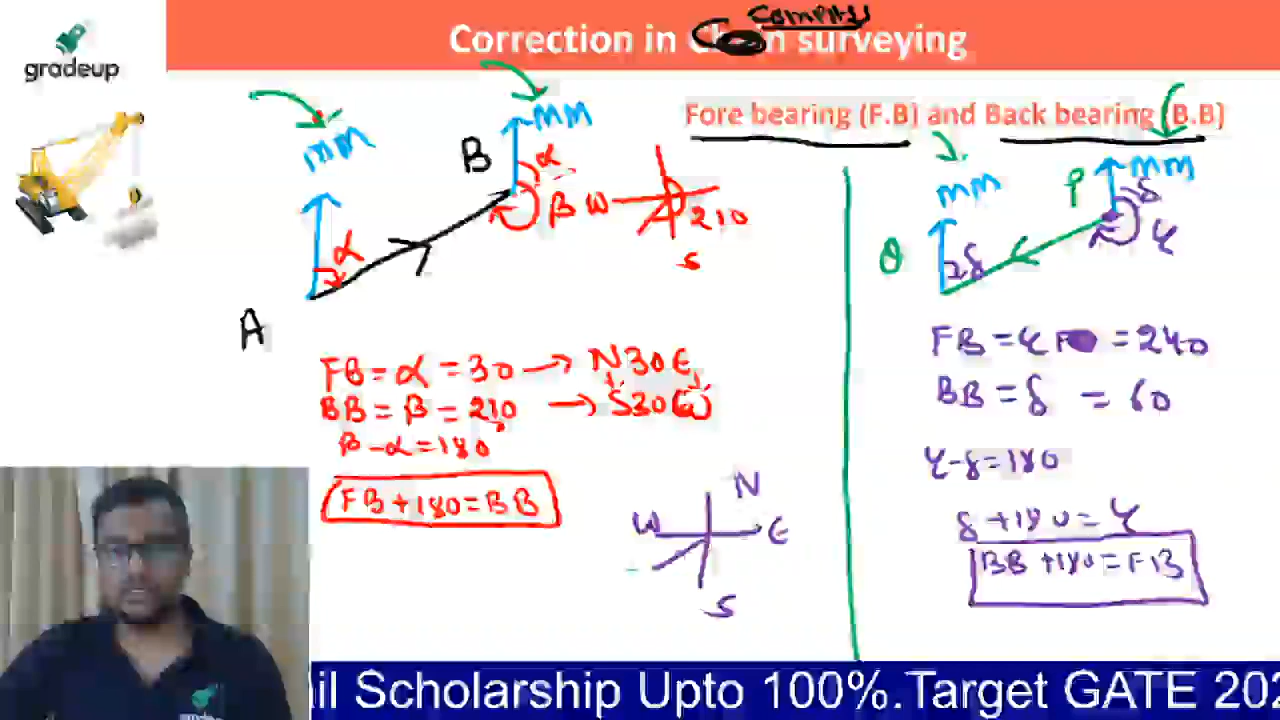 gradeup
Correction in Chain surveying
Compass
Fore bearing (F.B) and Back bearing (B.B)
MM
MM
B
α
α
β
W
210
S
A
FB = α = 30 → N30E
BB = β = 210 → S30W
β - α = 180
FB + 180 = BB
N
W
E
S
MM
MM
P
δ
Q
δ
φ
FB = φ = 240
BB = δ = 60
φ - δ = 180
δ + 180 = φ
BB + 180 = FB
il Scholarship Upto 100%.Target GATE 202